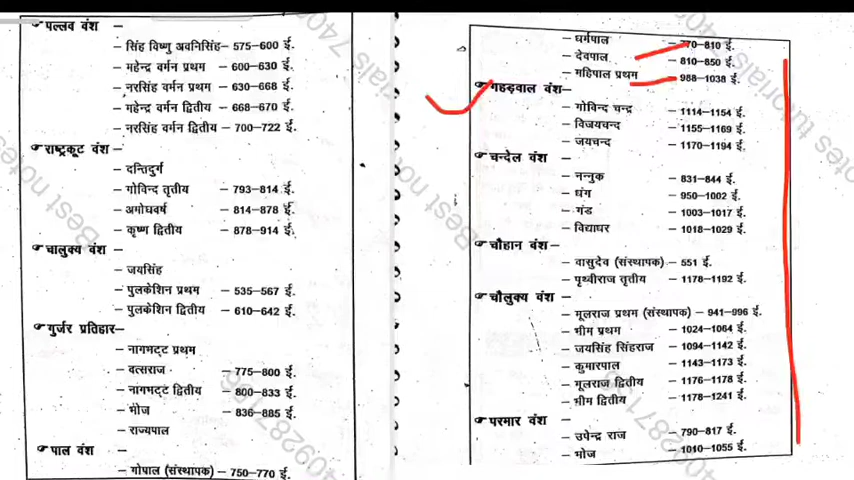 पल्लव वंश –
– सिंह विष्णु अवनिसिंह – 575–600 ई.
– महेन्द्र वर्मन प्रथम – 600–630 ई.
– नरसिंह वर्मन प्रथम – 630–668 ई.
– महेन्द्र वर्मन द्वितीय – 668–670 ई.
– नरसिंह वर्मन द्वितीय – 700–722 ई.
राष्ट्रकूट वंश –
– दन्तिदुर्ग
– गोविन्द तृतीय – 793–814 ई.
– अमोघवर्ष – 814–878 ई.
– कृष्ण द्वितीय – 878–914 ई.
चालुक्य वंश –
– जयसिंह
– पुलकेशिन प्रथम – 535–567 ई.
– पुलकेशिन द्वितीय – 610–642 ई.
गुर्जर प्रतिहार–
– नागभट्ट प्रथम
– वत्सराज – 775–800 ई.
– नागभट्ट द्वितीय – 800–833 ई.
– भोज – 836–885 ई.
– राज्यपाल
पाल वंश –
– गोपाल (संस्थापक) – 750–770 ई.
– धर्मपाल – 770–810 ई.
– देवपाल – 810–850 ई.
– महिपाल प्रथम – 988–1038 ई.
गहड़वाल वंश–
– गोविन्द चन्द्र – 1114–1154 ई.
– विजयचन्द – 1155–1169 ई.
– जयचन्द – 1170–1194 ई.
चन्देल वंश –
– नन्नुक – 831–844 ई.
– धंग – 950–1002 ई.
– गंड – 1003–1017 ई.
– विद्याधर – 1018–1029 ई.
चौहान वंश–
– वासुदेव (संस्थापक) – 551 ई.
– पृथ्वीराज तृतीय – 1178–1192 ई.
चौलुक्य वंश –
– मूलराज प्रथम (संस्थापक) – 941–996 ई.
– भीम प्रथम – 1024–1064 ई.
– जयसिंह सिंहराज – 1094–1142 ई.
– कुमारपाल – 1143–1173 ई.
– मूलराज द्वितीय – 1176–1178 ई.
– भीम द्वितीय – 1178–1241 ई.
परमार वंश –
– उपेन्द्र राज – 790–817 ई.
– भोज – 1010–1055 ई.